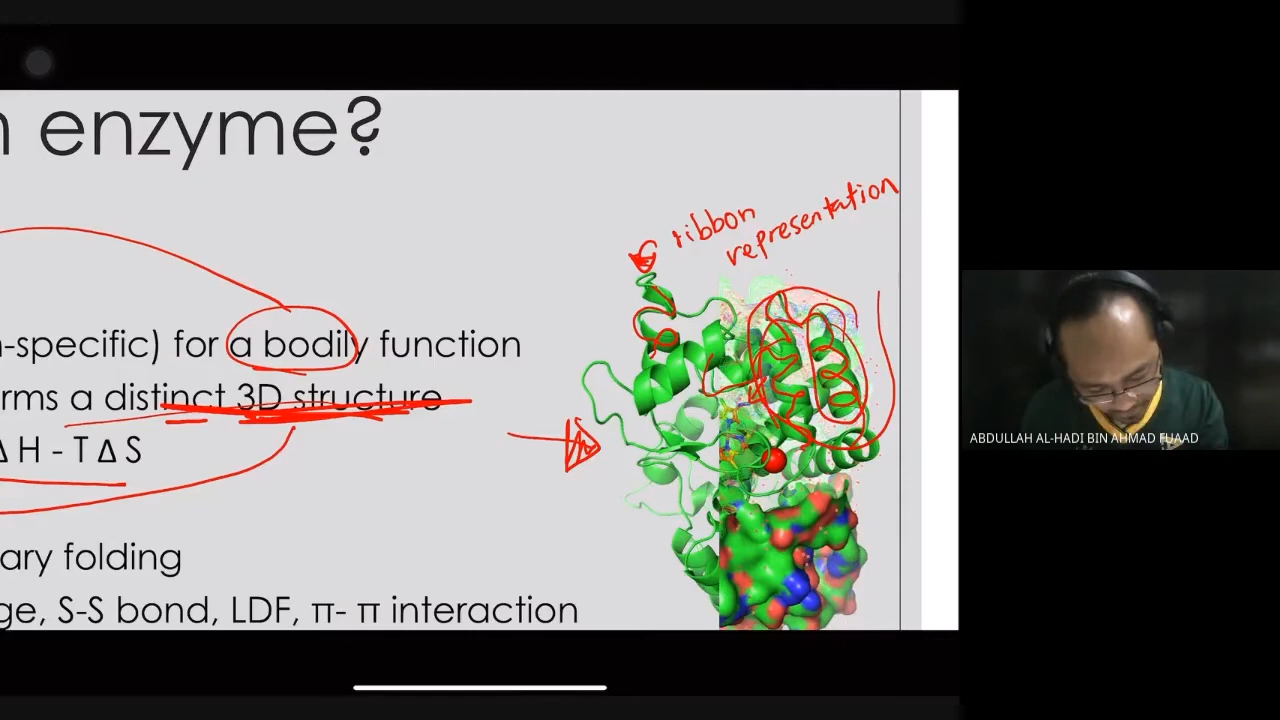 n enzyme?
ribbon
representation
n-specific) for a bodily function
rms a distinct 3D structure
Δ H - T Δ S
ary folding
ge, S-S bond, LDF, π- π interaction
ABDULLAH AL-HADI BIN AHMAD FUAAD